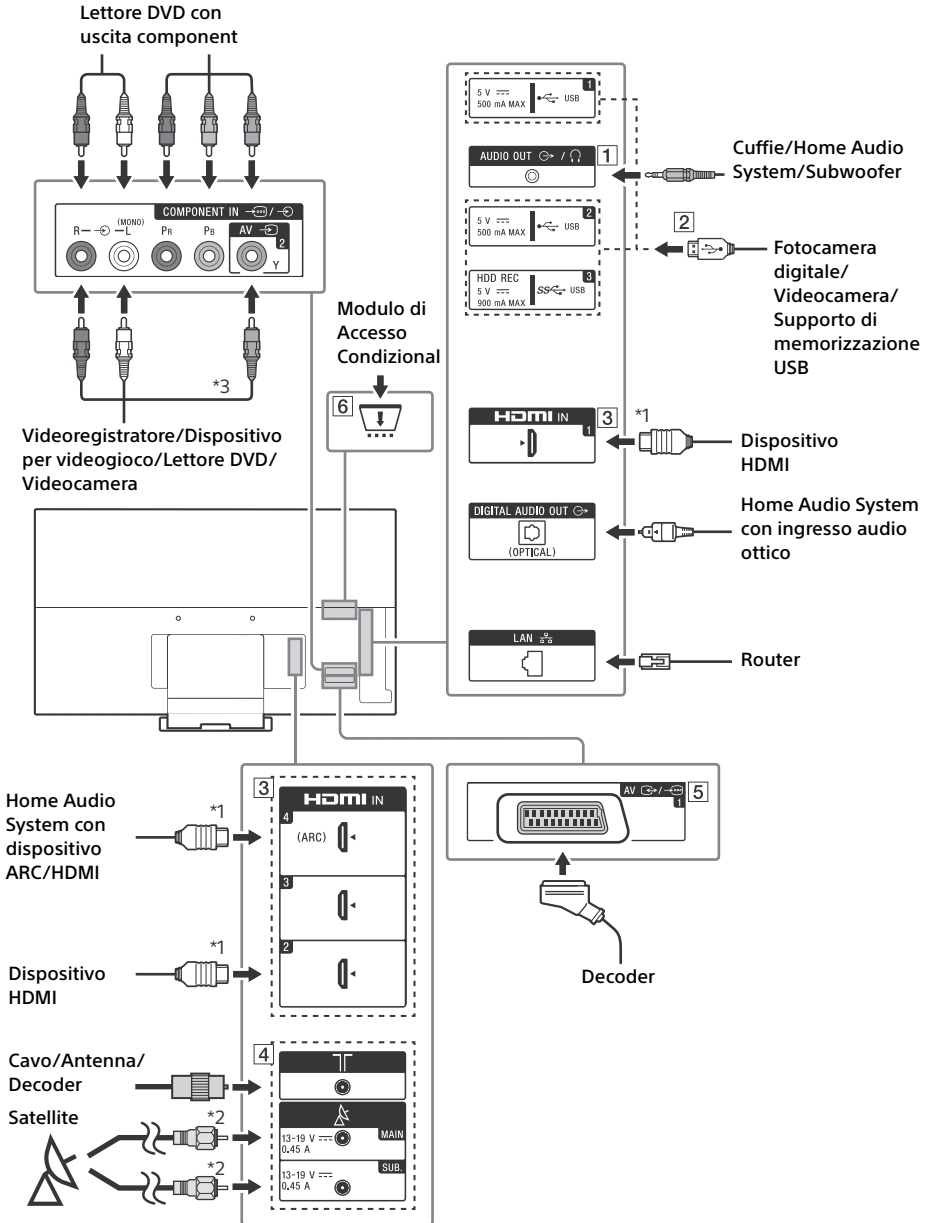 Lettore DVD con
uscita component
COMPONENT IN
R
(MONO)
L
PR
PB
AV
2
Y
*3
Videoregistratore/Dispositivo
per videogioco/Lettore DVD/
Videocamera
Modulo di
Accesso
Condizional
6
1
5 V
500 mA MAX
USB
AUDIO OUT /
1
Cuffie/Home Audio
System/Subwoofer
2
5 V
500 mA MAX
USB
2
Fotocamera
digitale/
Videocamera/
Supporto di
memorizzazione
USB
HDD REC
3
5 V
900 mA MAX
SS
USB
HDMI IN
1
3
*1
Dispositivo
HDMI
DIGITAL AUDIO OUT
(OPTICAL)
Home Audio System
con ingresso audio
ottico
LAN
Router
Home Audio
System con
dispositivo
ARC/HDMI
*1
3
HDMI IN
4
(ARC)
3
2
*1
Dispositivo
HDMI
AV /
1
5
Decoder
Cavo/Antenna/
Decoder
4
Satellite
*2
13-19 V
0.45 A
MAIN
*2
13-19 V
0.45 A
SUB.